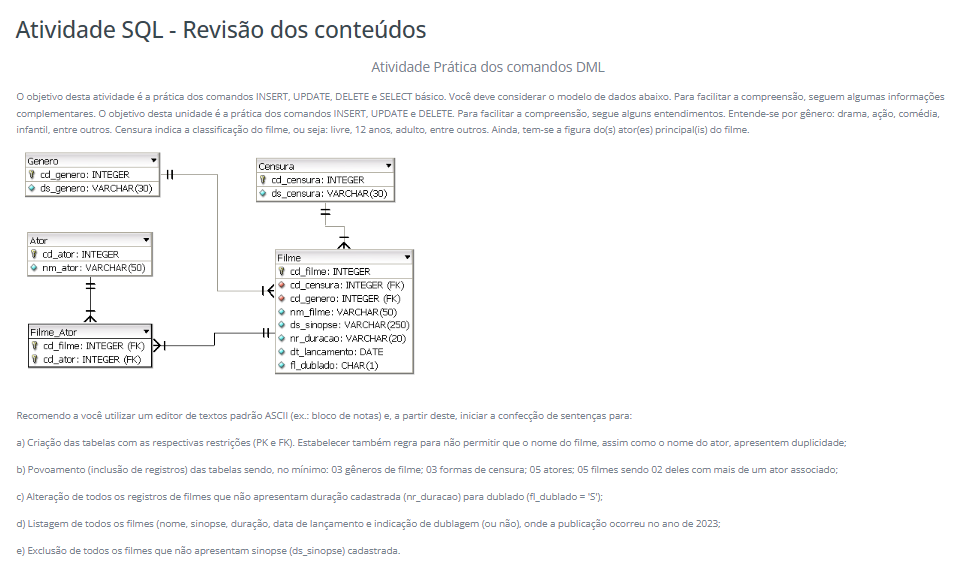 Atividade SQL - Revisão dos conteúdos
Atividade Prática dos comandos DML
O objetivo desta atividade é a prática dos comandos INSERT, UPDATE, DELETE e SELECT básico. Você deve considerar o modelo de dados abaixo. Para facilitar a compreensão, seguem algumas informações
complementares. O objetivo desta unidade é a prática dos comandos INSERT, UPDATE e DELETE. Para facilitar a compreensão, segue alguns entendimentos. Entende-se por gênero: drama, ação, comédia,
infantil, entre outros. Censura indica a classificação do filme, ou seja: livre, 12 anos, adulto, entre outros. Ainda, tem-se a figura do(s) ator(es) principal(is) do filme.
Genero
cd_genero: INTEGER
ds_genero: VARCHAR(30)
Censura
cd_censura: INTEGER
ds_censura: VARCHAR(30)
Ator
cd_ator: INTEGER
nm_ator: VARCHAR(50)
Filme
cd_filme: INTEGER
cd_censura: INTEGER (FK)
cd_genero: INTEGER (FK)
nm_filme: VARCHAR(50)
ds_sinopse: VARCHAR(250)
nr_duracao: VARCHAR(20)
dt_lancamento: DATE
fl_dublado: CHAR(1)
Filme_Ator
cd_filme: INTEGER (FK)
cd_ator: INTEGER (FK)
Recomendo a você utilizar um editor de textos padrão ASCII (ex.: bloco de notas) e, a partir deste, iniciar a confecção de sentenças para:
a) Criação das tabelas com as respectivas restrições (PK e FK). Estabelecer também regra para não permitir que o nome do filme, assim como o nome do ator, apresentem duplicidade;
b) Povoamento (inclusão de registros) das tabelas sendo, no mínimo: 03 gêneros de filme; 03 formas de censura; 05 atores; 05 filmes sendo 02 deles com mais de um ator associado;
c) Alteração de todos os registros de filmes que não apresentam duração cadastrada (nr_duracao) para dublado (fl_dublado = 'S');
d) Listagem de todos os filmes (nome, sinopse, duração, data de lançamento e indicação de dublagem (ou não), onde a publicação ocorreu no ano de 2023;
e) Exclusão de todos os filmes que não apresentam sinopse (ds_sinopse) cadastrada.